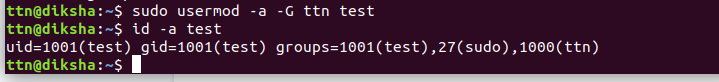 ttn@diksha:~$ sudo usermod -a -G ttn test
ttn@diksha:~$ id -a test
uid=1001(test) gid=1001(test) groups=1001(test),27(sudo),1000(ttn)
ttn@diksha:~$